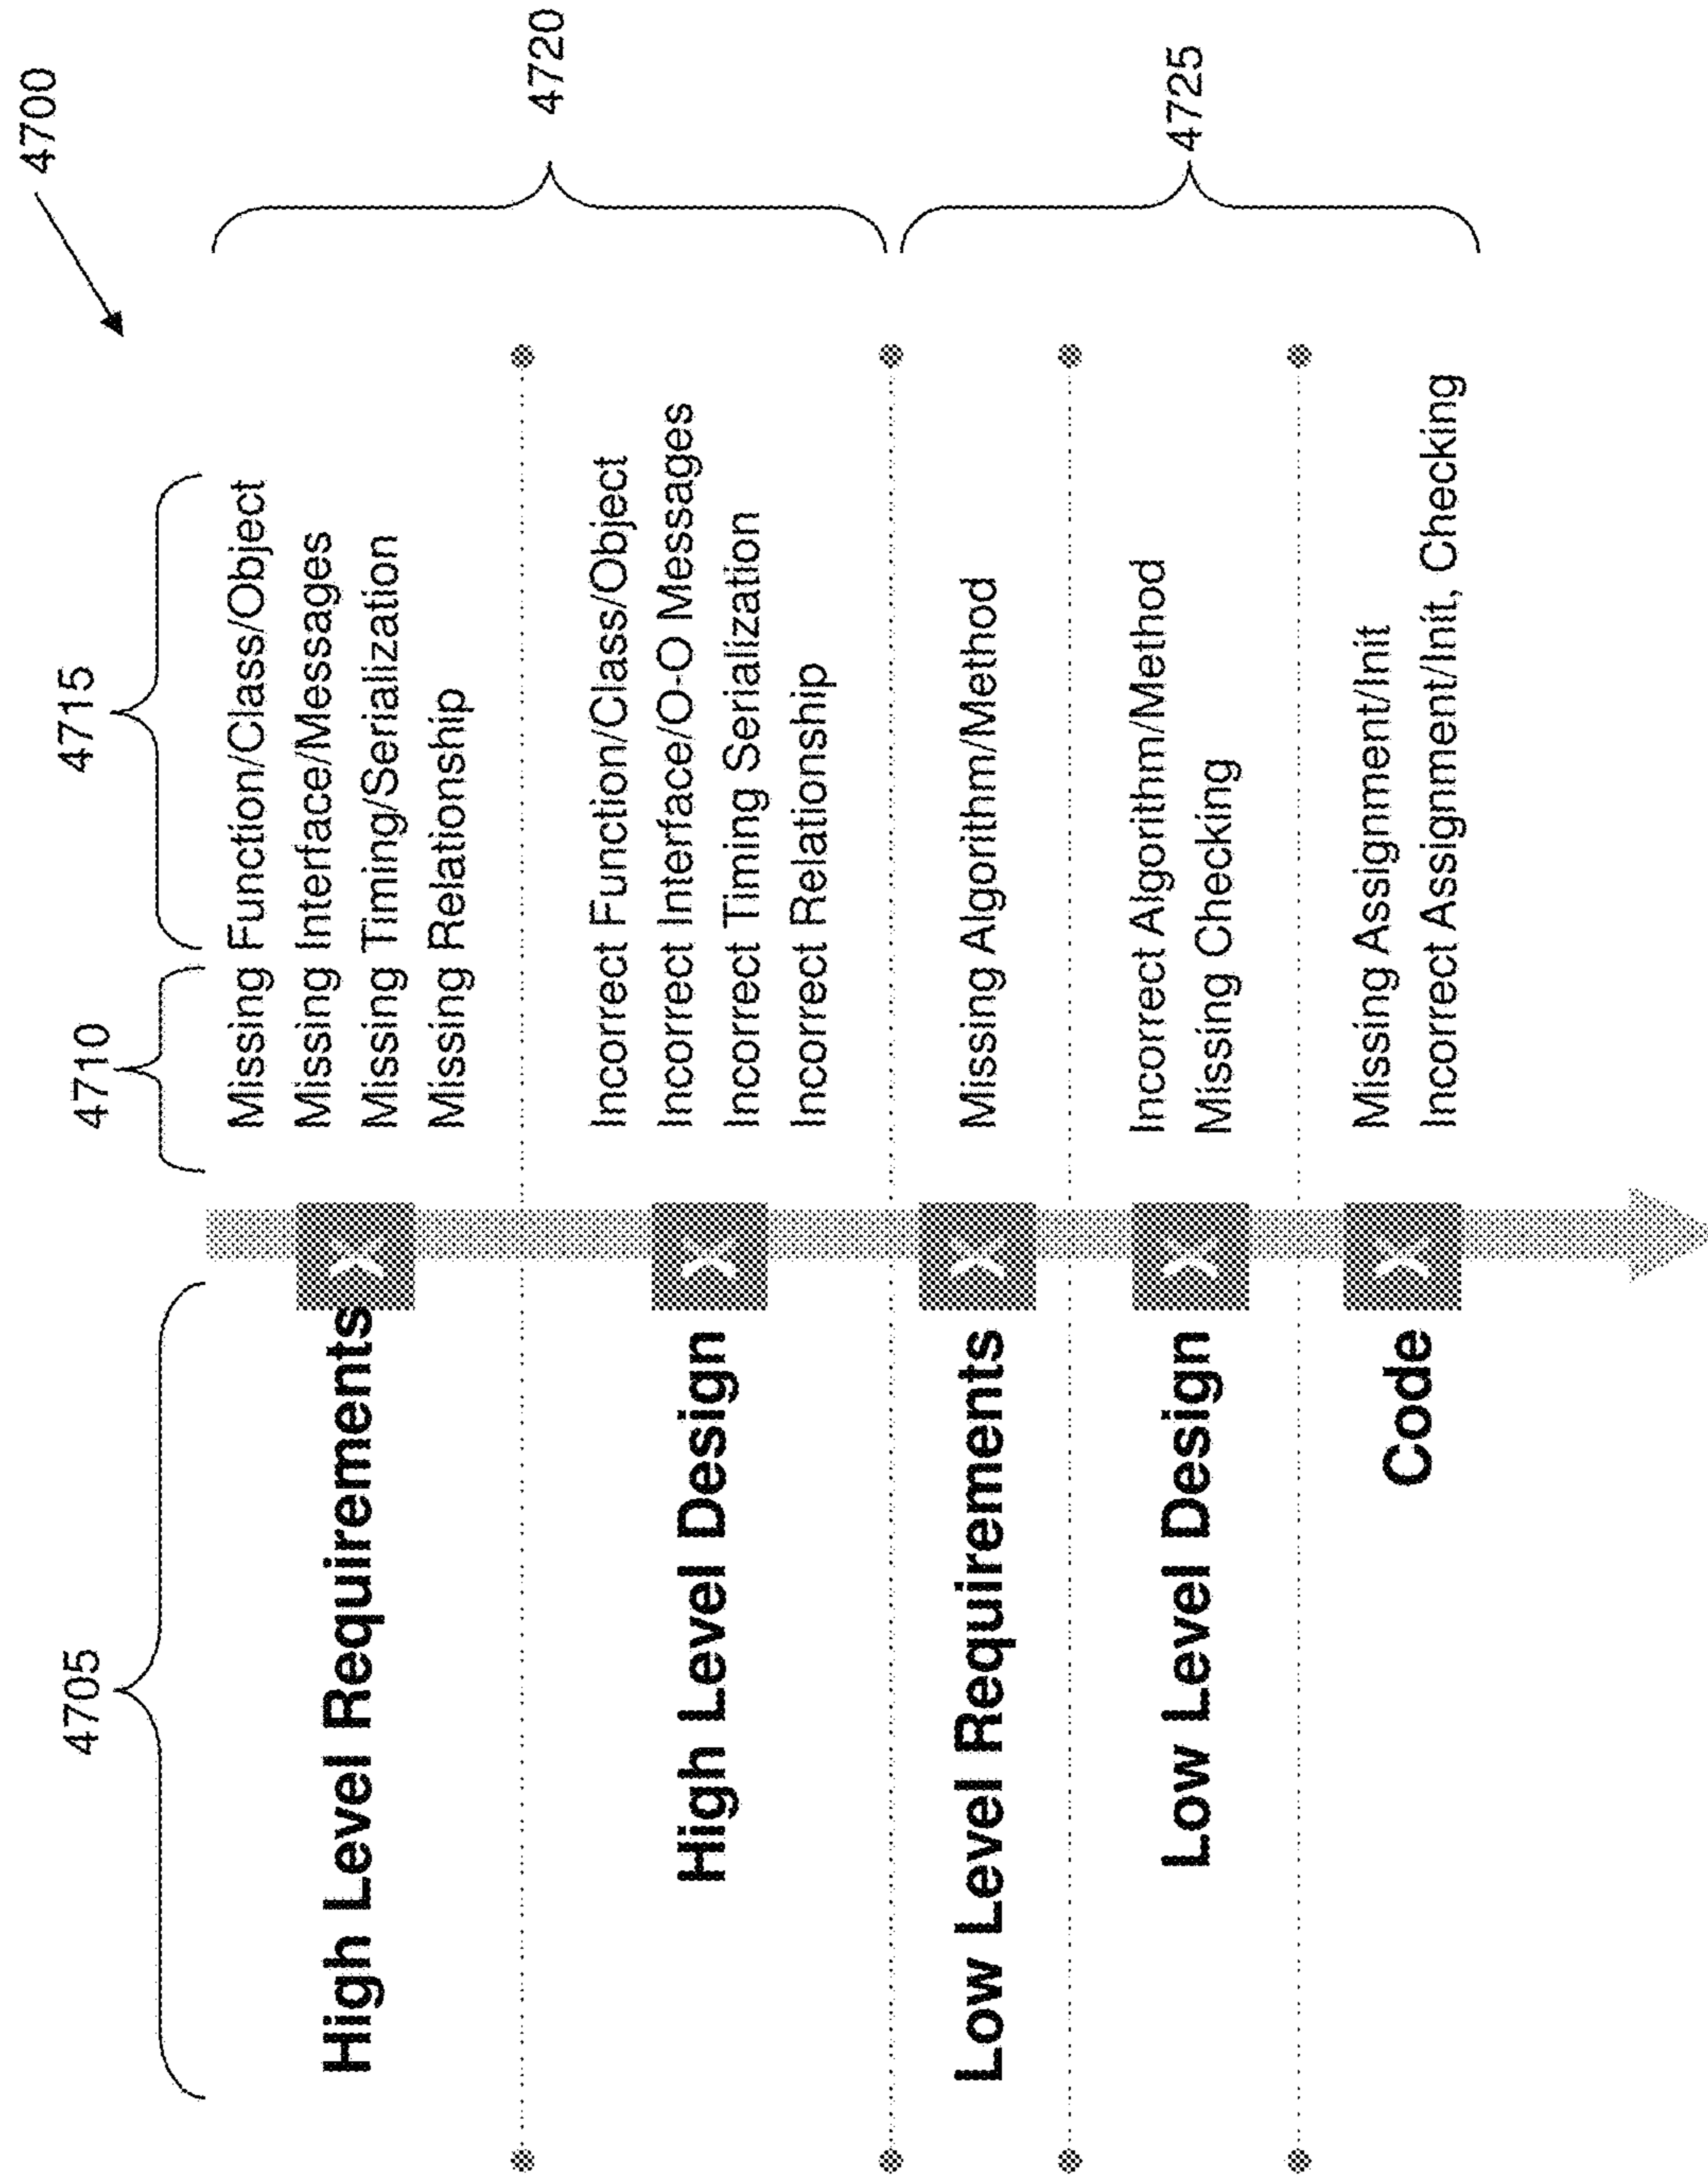 4700
4705
4710
4715
High Level Requirements
Missing Function/Class/Object
Missing Interface/Messages
Missing Timing/Serialization
Missing Relationship
4720
High Level Design
Incorrect Function/Class/Object
Incorrect Interface/O-O Messages
Incorrect Timing Serialization
Incorrect Relationship
Low Level Requirements
Missing Algorithm/Method
Low Level Design
Incorrect Algorithm/Method
Missing Checking
4725
Code
Missing Assignment/Init
Incorrect Assignment/Init, Checking